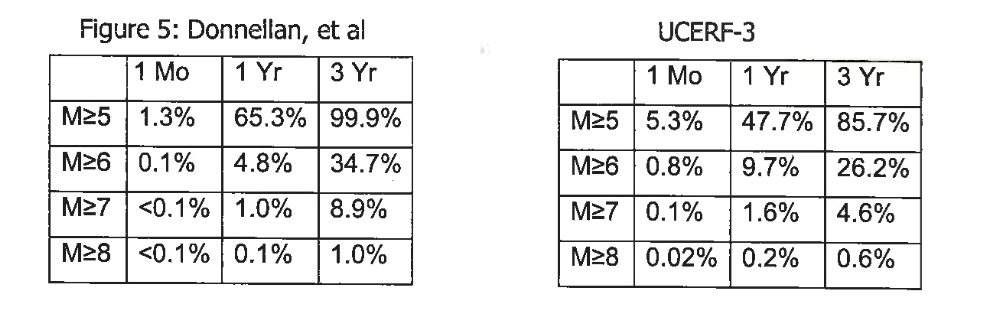 Figure 5: Donnellan, et al
1 Mo 1 Yr 3 Yr
M≥5 1.3% 65.3% 99.9%
M≥6 0.1% 4.8% 34.7%
M≥7 <0.1% 1.0% 8.9%
M≥8 <0.1% 0.1% 1.0%
UCERF-3
1 Mo 1 Yr 3 Yr
M≥5 5.3% 47.7% 85.7%
M≥6 0.8% 9.7% 26.2%
M≥7 0.1% 1.6% 4.6%
M≥8 0.02% 0.2% 0.6%